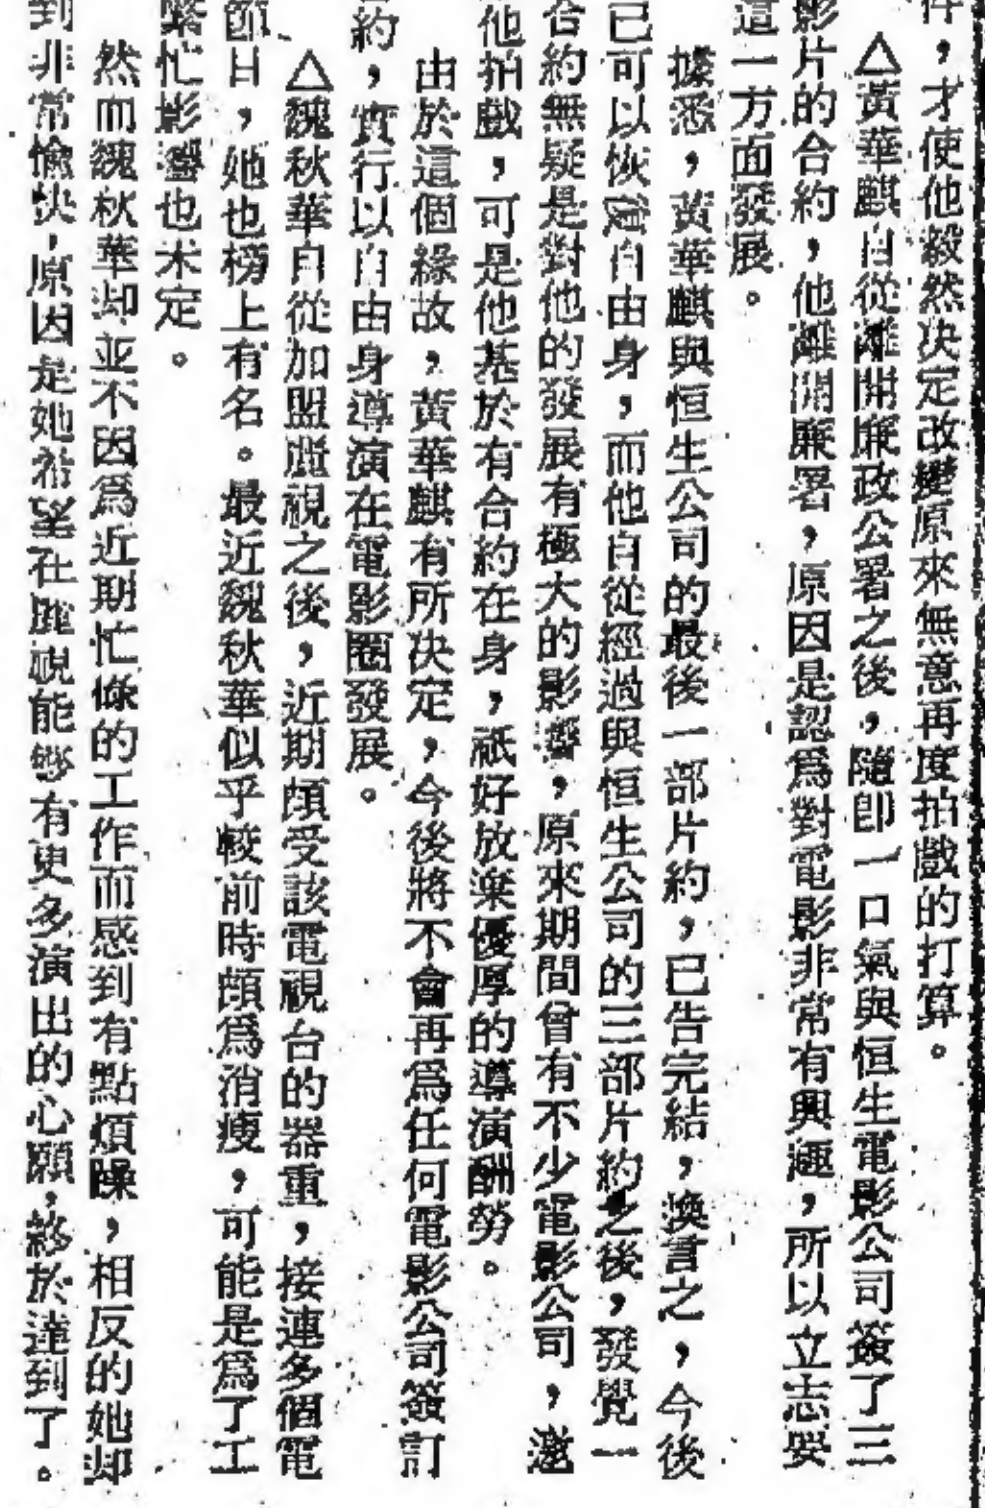 件，才使他毅然決定改變原來無意再度拍戲的打算。
△黃華麒自從離開廉政公署之後，隨即一口氣與恒生電影公司簽了三
影片的合約，他離開廉署，原因是認為對電影非常有興趣，所以立志要
這一方面發展。
據悉，黃華麒與恒生公司的最後一部片約，已告完結，換言之，今後
已可以恢復自由身，而他自從經過與恒生公司的三部片約之後，發覺一
合約無疑是對他的發展有極大的影響，原來期間曾有不少電影公司，邀
他拍戲，可是他基於有合約在身，祇好放棄優厚的導演酬勞。
由於這個緣故，黃華麒有所決定，今後將不會再為任何電影公司簽訂
約，實行以自由身導演在電影圈發展。
△魏秋華自從加盟麗視之後，近期頗受該電視台的器重，接連多個電
節目，她也榜上有名。最近魏秋華似乎較前時頗為消瘦，可能是為了工
繁忙影響也未定。
然而魏秋華却並不因為近期忙碌的工作而感到有點煩躁，相反的她却
到非常愉快，原因是她希望在麗視能夠有更多演出的心願，終於達到了。